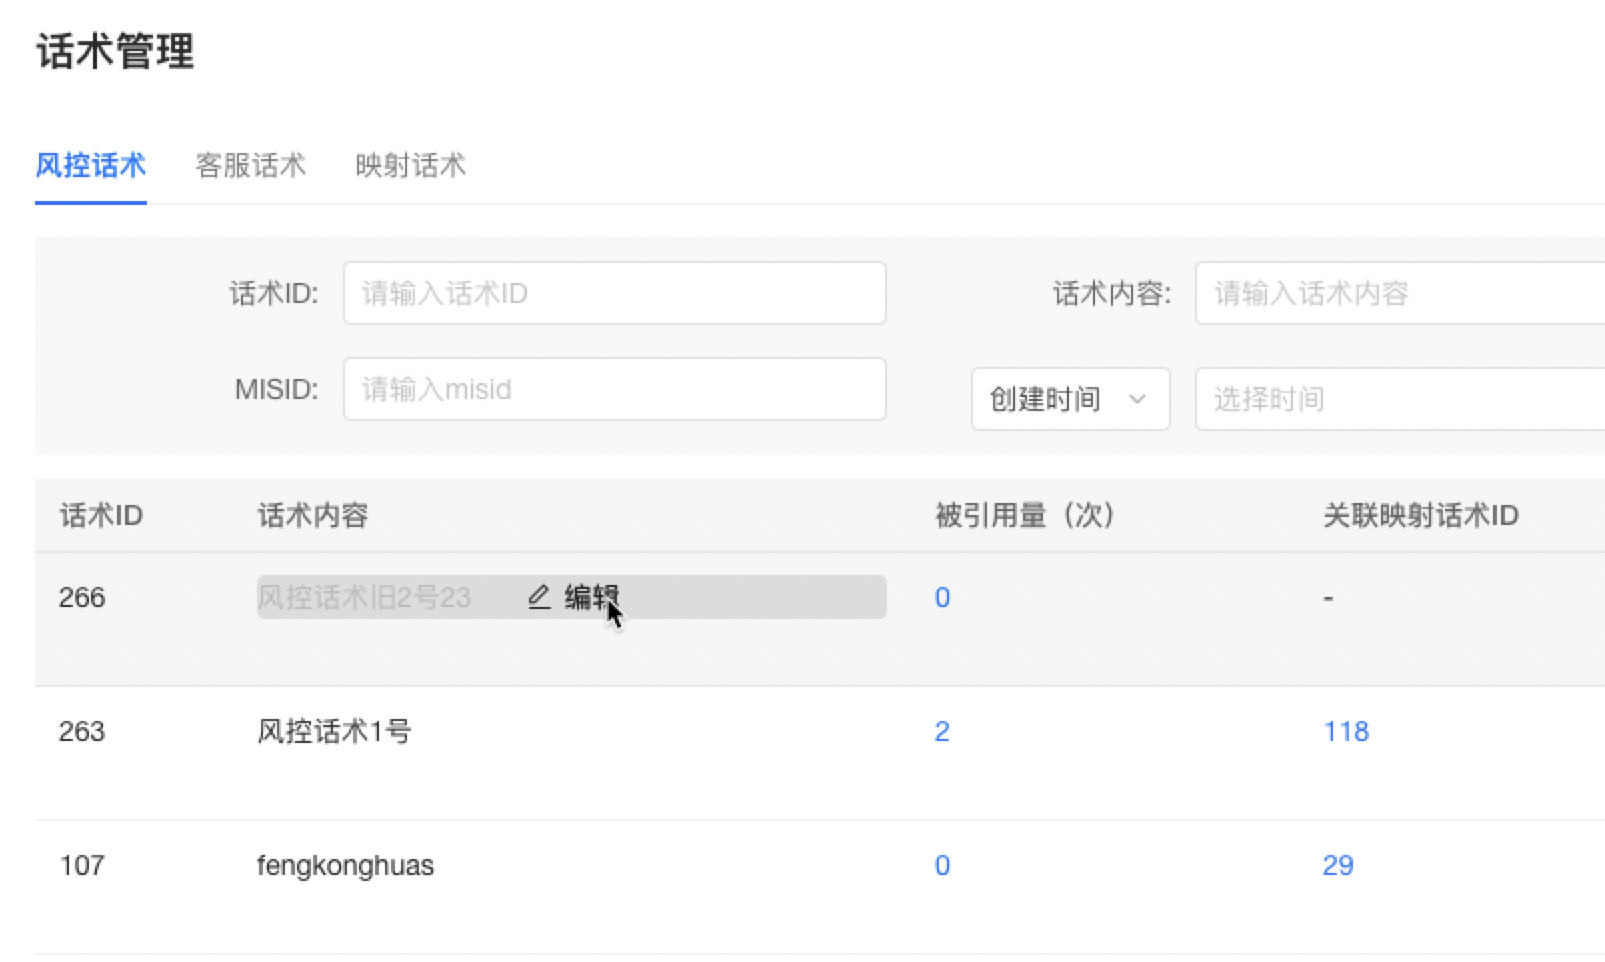 话术管理
风控话术 客服话术 映射话术
话术ID: 请输入话术ID 话术内容: 请输入话术内容
MISID: 请输入misid 创建时间 选择时间
话术ID 话术内容 被引用量（次） 关联映射话术ID
266 风控话术旧2号23 编辑 0 -
263 风控话术1号 2 118
107 fengkonghuas 0 29